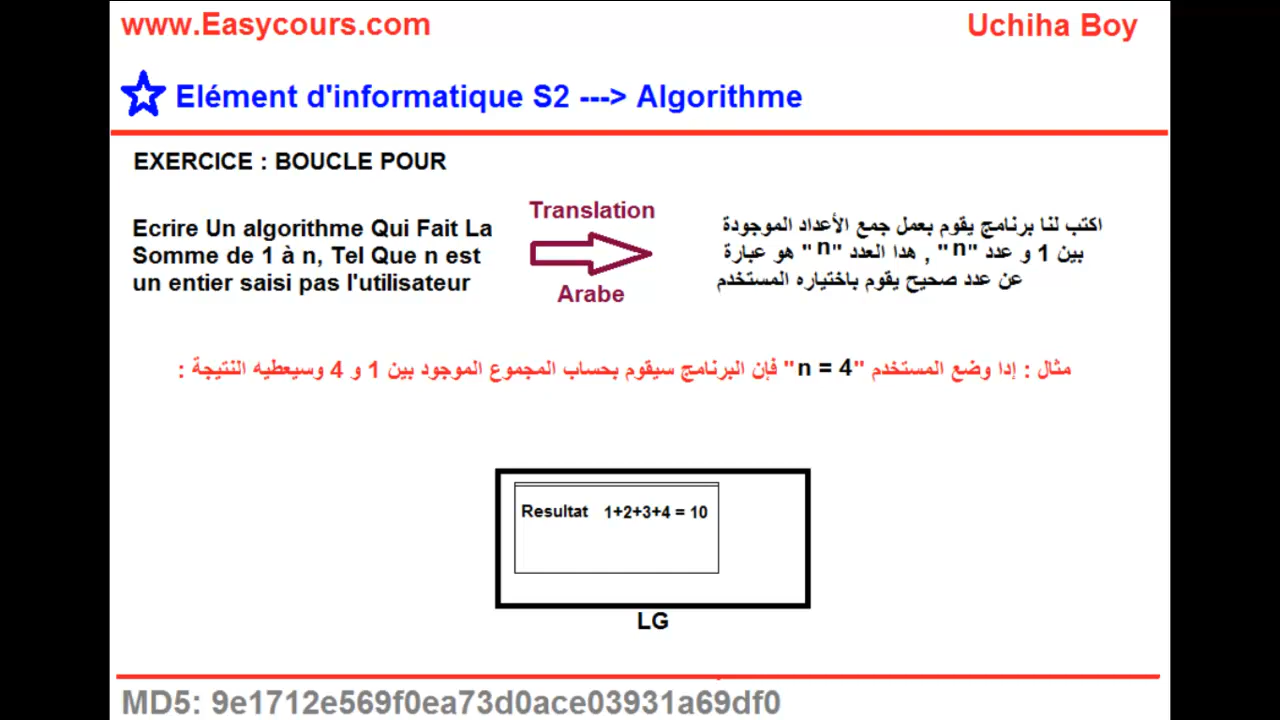 www.Easycours.com
Uchiha Boy
Elément d'informatique S2 ---> Algorithme
EXERCICE : BOUCLE POUR
Ecrire Un algorithme Qui Fait La
Somme de 1 à n, Tel Que n est
un entier saisi pas l'utilisateur
Translation
Arabe
اكتب لنا برنامج يقوم بعمل جمع الأعداد الموجودة
بين 1 و عدد "n" , هدا العدد "n" هو عبارة
عن عدد صحيح يقوم باختياره المستخدم
مثال : إدا وضع المستخدم "n = 4" فإن البرنامج سيقوم بحساب المجموع الموجود بين 1 و 4 وسيعطيه النتيجة :
Resultat 1+2+3+4 = 10
LG
MD5: 9e1712e569f0ea73d0ace03931a69df0